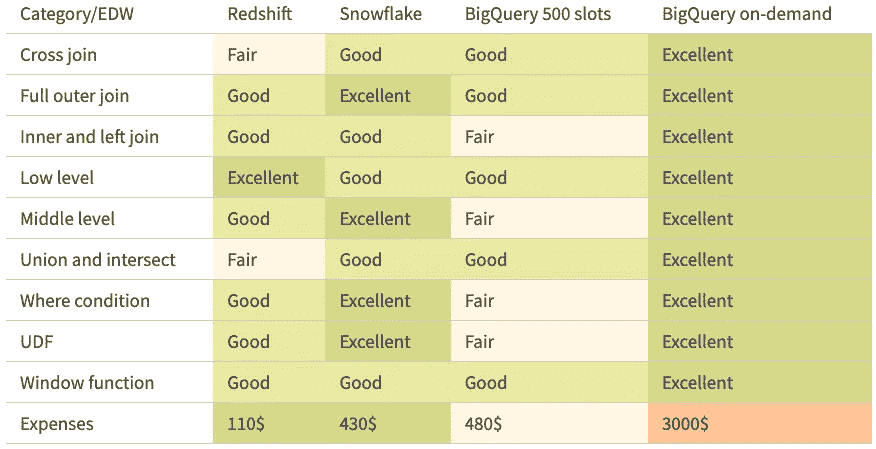 Category/EDW Redshift Snowflake BigQuery 500 slots BigQuery on-demand
Cross join Fair Good Good Excellent
Full outer join Good Excellent Good Excellent
Inner and left join Good Good Fair Excellent
Low level Excellent Good Good Excellent
Middle level Good Excellent Fair Excellent
Union and intersect Fair Good Good Excellent
Where condition Good Excellent Fair Excellent
UDF Good Excellent Fair Excellent
Window function Good Good Good Excellent
Expenses 110$ 430$ 480$ 3000$